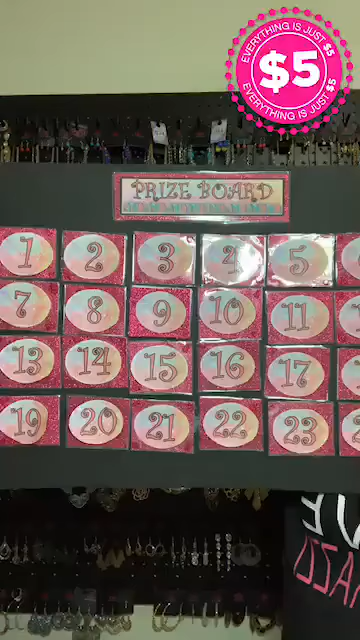 EVERYTHING IS JUST $5
$5
EVERYTHING IS JUST $5
PRIZE BOARD
1 2 3 4 5
7 8 9 10 11
13 14 15 16 17
19 20 21 22 23